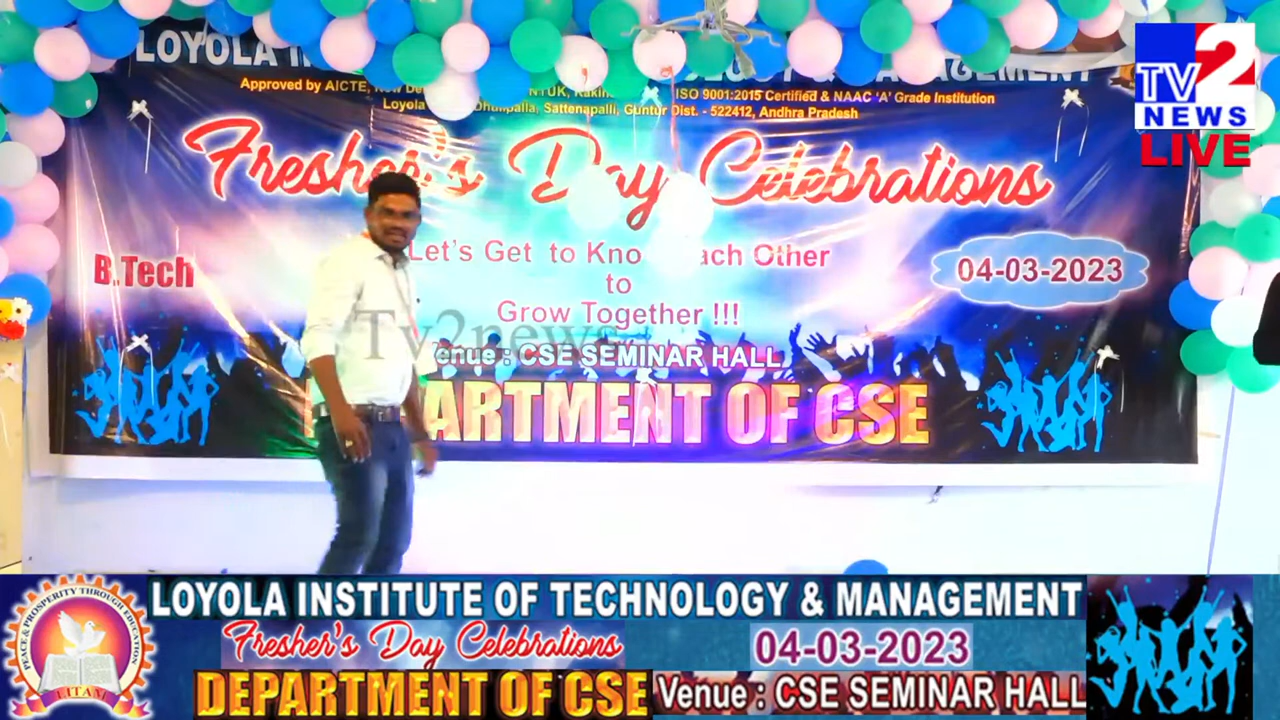 LOYOLA IN OLOGY & MANAGEMENT
Approved by AICTE, New De NTUK, Kakin ISO 9001:2015 Certified & NAAC 'A' Grade Institution
Loyola Dhulipalla, Sattenapalli, Guntur Dist. - 522412, Andhra Pradesh
Fresher's Day Celebrations
Let's Get to Kno ach Other
to
Grow Together !!!
B.Tech
04-03-2023
Venue : CSE SEMINAR HALL
ARTMENT OF CSE
Tv2news
TV2
NEWS
LIVE
PEACE & PROSPERITY THROUGH EDUCATION
LITAM
LOYOLA INSTITUTE OF TECHNOLOGY & MANAGEMENT
Fresher's Day Celebrations
04-03-2023
DEPARTMENT OF CSE
Venue : CSE SEMINAR HALL